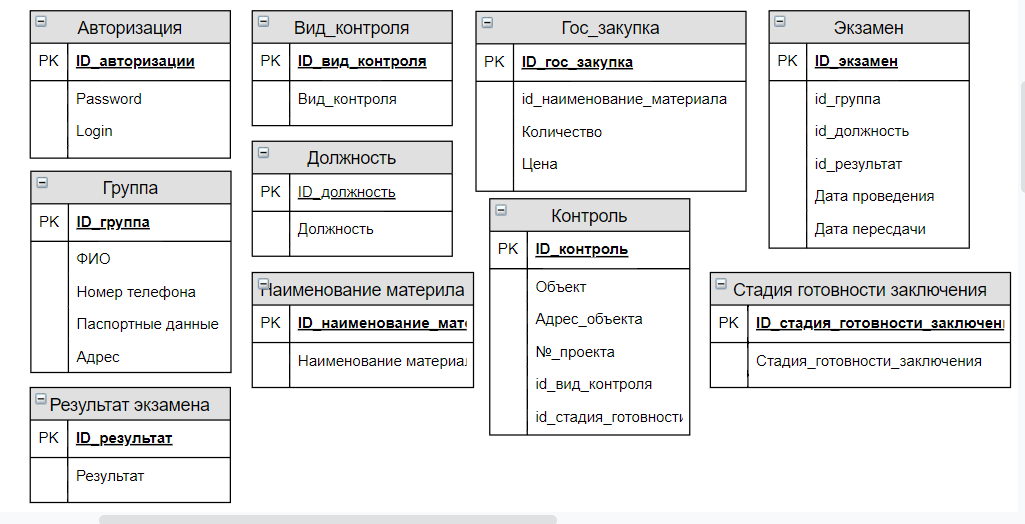 Авторизация
PK ID_авторизации
Password
Login
Группа
PK ID_группа
ФИО
Номер телефона
Паспортные данные
Адрес
Результат экзамена
PK ID_результат
Результат
Вид_контроля
PK ID_вид_контроля
Вид_контроля
Должность
PK ID_должность
Должность
Наименование материла
PK ID_наименование_мате
Наименование материал
Гос_закупка
PK ID_гос_закупка
id_наименование_материала
Количество
Цена
Контроль
PK ID_контроль
Объект
Адрес_объекта
№_проекта
id_вид_контроля
id_стадия_готовности
Экзамен
PK ID_экзамен
id_группа
id_должность
id_результат
Дата проведения
Дата пересдачи
Стадия готовности заключения
PK ID_стадия_готовности_заключен
Стадия_готовности_заключения